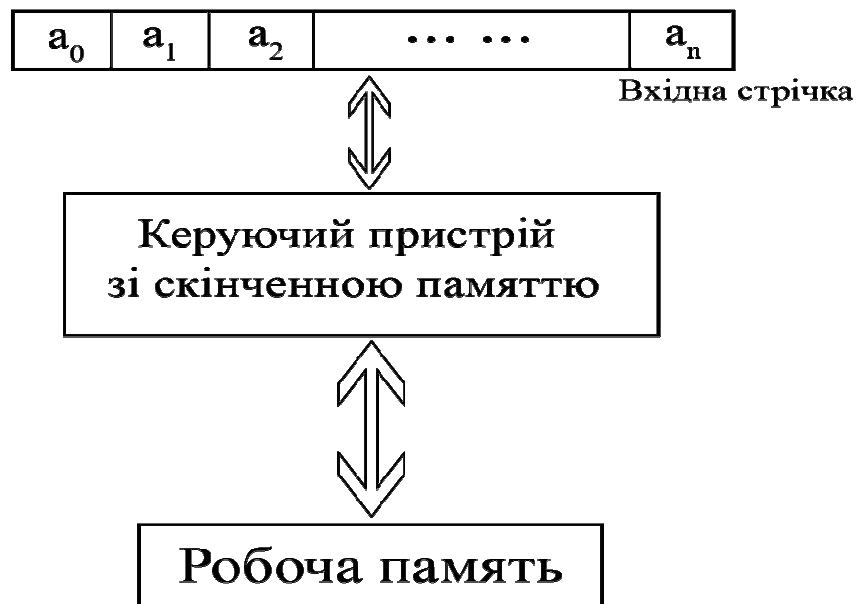 a0 a1 a2 ... ... an
Вхідна стрічка
Керуючий пристрій
зі скінченною памяттю
Робоча память